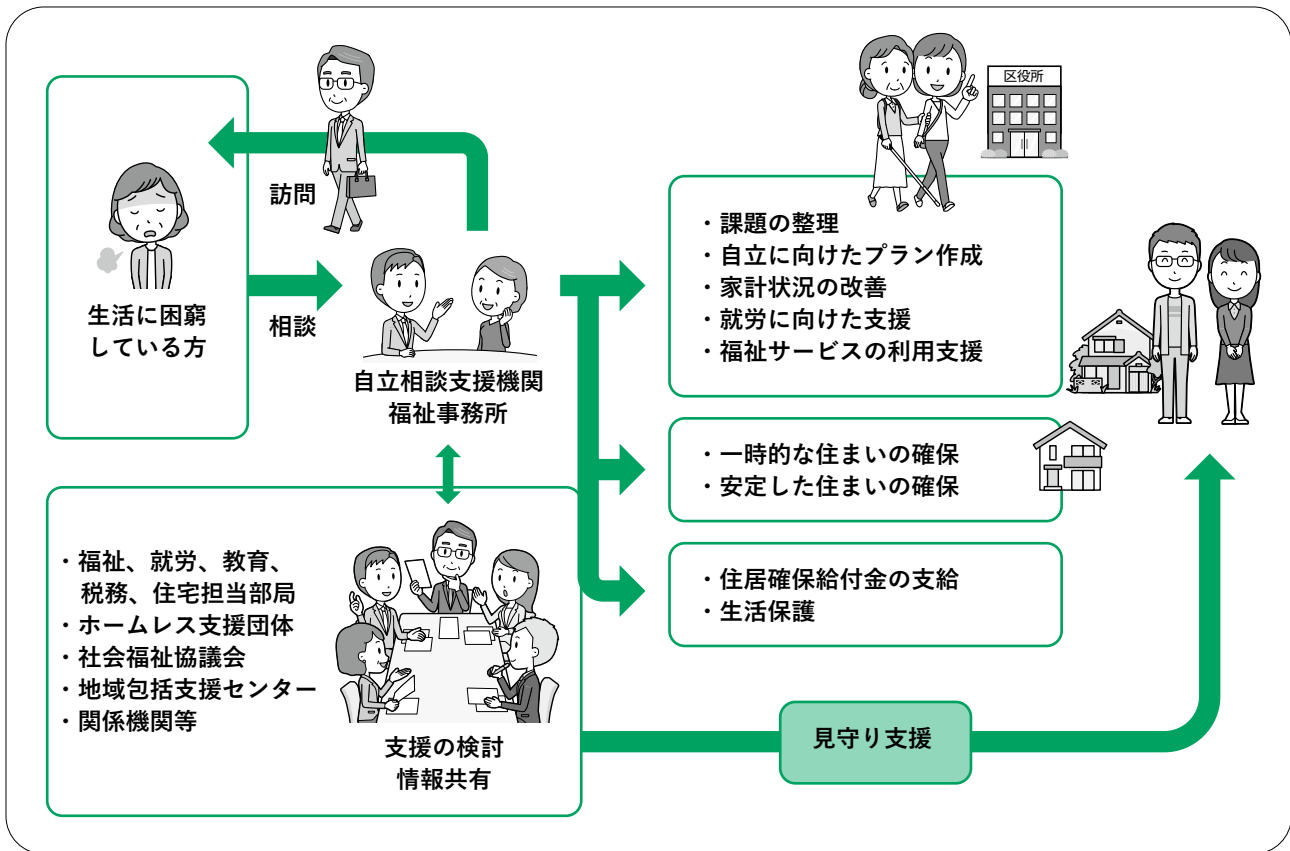 区役所
訪問
生活に困窮
している方
相談
自立相談支援機関
福祉事務所
・課題の整理
・自立に向けたプラン作成
・家計状況の改善
・就労に向けた支援
・福祉サービスの利用支援
・一時的な住まいの確保
・安定した住まいの確保
・住居確保給付金の支給
・生活保護
・福祉、就労、教育、
税務、住宅担当部局
・ホームレス支援団体
・社会福祉協議会
・地域包括支援センター
・関係機関等
支援の検討
情報共有
見守り支援